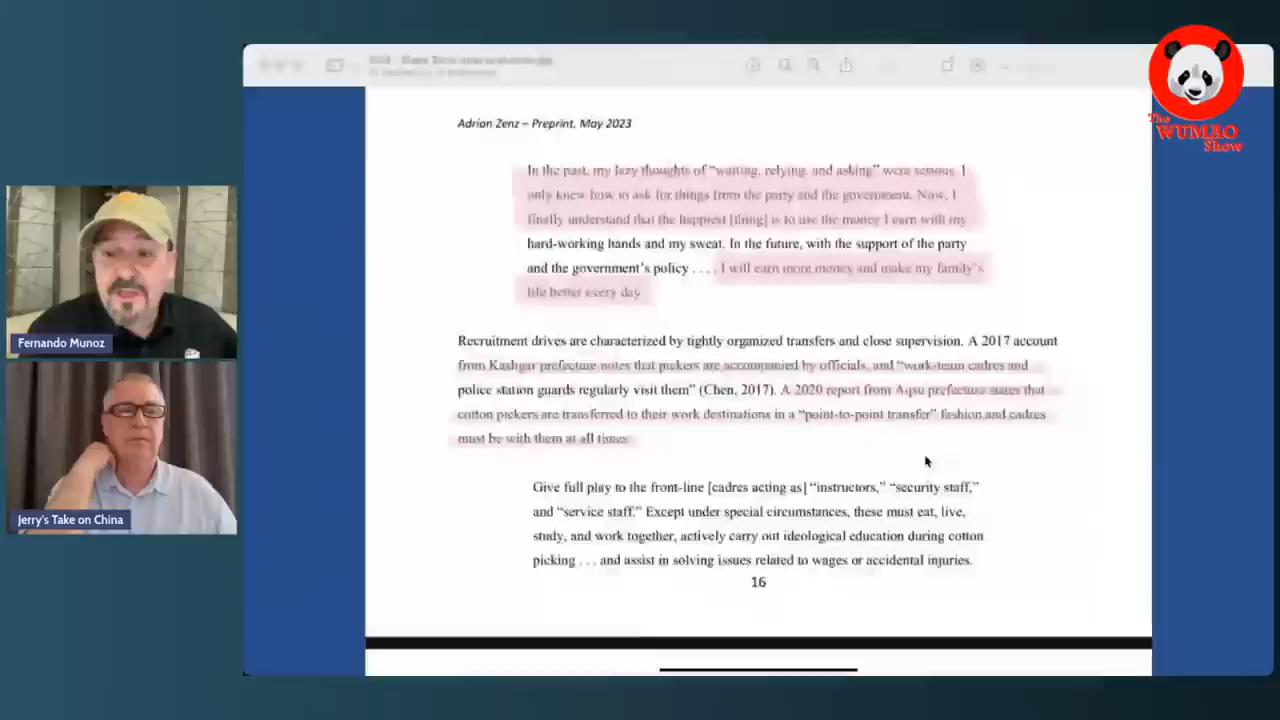 The
WUMAO
Show
Adrian Zenz – Preprint, May 2023
In the past, my lazy thoughts of “waiting, relying, and asking” were serious. I
only knew how to ask for things from the party and the government. Now, I
finally understand that the happiest [thing] is to use the money I earn with my
hard-working hands and my sweat. In the future, with the support of the party
and the government’s policy . . . . I will earn more money and make my family’s
life better every day.
Recruitment drives are characterized by tightly organized transfers and close supervision. A 2017 account
from Kashgar prefecture notes that pickers are accompanied by officials, and “work-team cadres and
police station guards regularly visit them” (Chen, 2017). A 2020 report from Aqsu prefecture states that
cotton pickers are transferred to their work destinations in a “point-to-point transfer” fashion and cadres
must be with them at all times:
Give full play to the front-line [cadres acting as] “instructors,” “security staff,”
and “service staff.” Except under special circumstances, these must eat, live,
study, and work together, actively carry out ideological education during cotton
picking . . . and assist in solving issues related to wages or accidental injuries.
16
Fernando Munoz
Jerry's Take on China